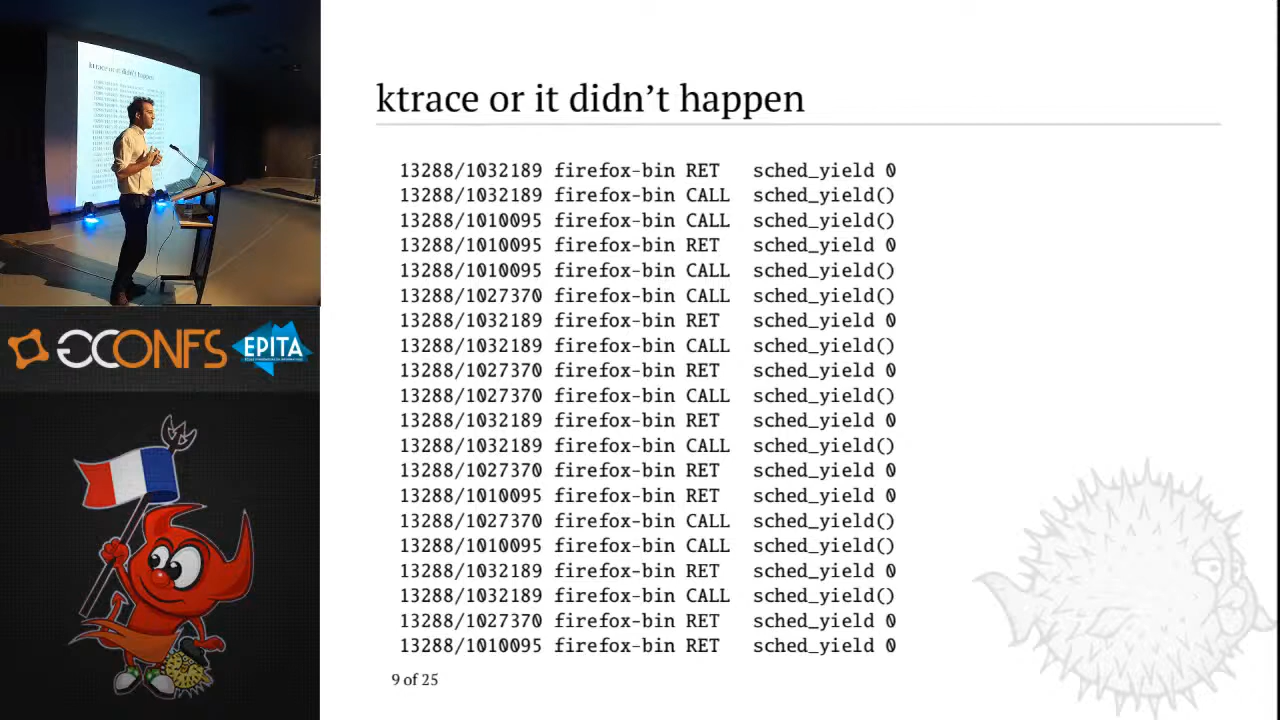 ktrace or it didn't happen
13288/1032189 firefox-bin RET sched_yield 0
13288/1032189 firefox-bin CALL sched_yield()
13288/1010095 firefox-bin CALL sched_yield()
13288/1010095 firefox-bin RET sched_yield 0
13288/1010095 firefox-bin CALL sched_yield()
13288/1027370 firefox-bin CALL sched_yield()
13288/1032189 firefox-bin RET sched_yield 0
13288/1032189 firefox-bin CALL sched_yield()
13288/1027370 firefox-bin RET sched_yield 0
13288/1027370 firefox-bin CALL sched_yield()
13288/1032189 firefox-bin RET sched_yield 0
13288/1032189 firefox-bin CALL sched_yield()
13288/1027370 firefox-bin RET sched_yield 0
13288/1010095 firefox-bin RET sched_yield 0
13288/1027370 firefox-bin CALL sched_yield()
13288/1010095 firefox-bin CALL sched_yield()
13288/1032189 firefox-bin RET sched_yield 0
13288/1032189 firefox-bin CALL sched_yield()
13288/1027370 firefox-bin RET sched_yield 0
13288/1010095 firefox-bin RET sched_yield 0
9 of 25
ktrace or it didn't happen
GCONFS
EPITA